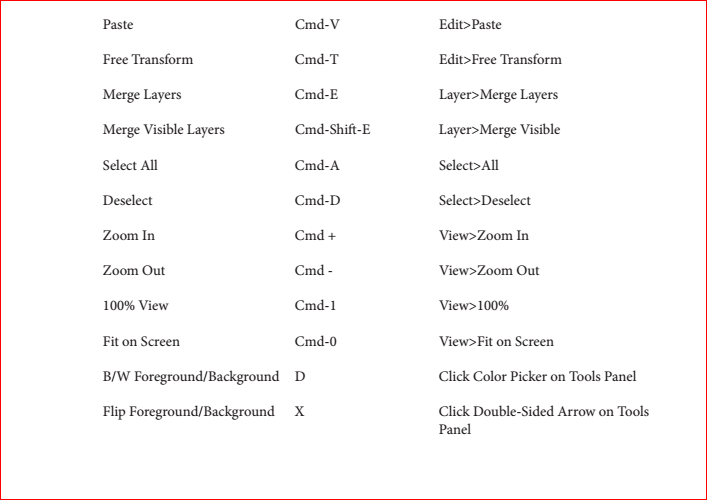 Paste Cmd-V Edit>Paste
Free Transform Cmd-T Edit>Free Transform
Merge Layers Cmd-E Layer>Merge Layers
Merge Visible Layers Cmd-Shift-E Layer>Merge Visible
Select All Cmd-A Select>All
Deselect Cmd-D Select>Deselect
Zoom In Cmd + View>Zoom In
Zoom Out Cmd - View>Zoom Out
100% View Cmd-1 View>100%
Fit on Screen Cmd-0 View>Fit on Screen
B/W Foreground/Background D Click Color Picker on Tools Panel
Flip Foreground/Background X Click Double-Sided Arrow on Tools
Panel